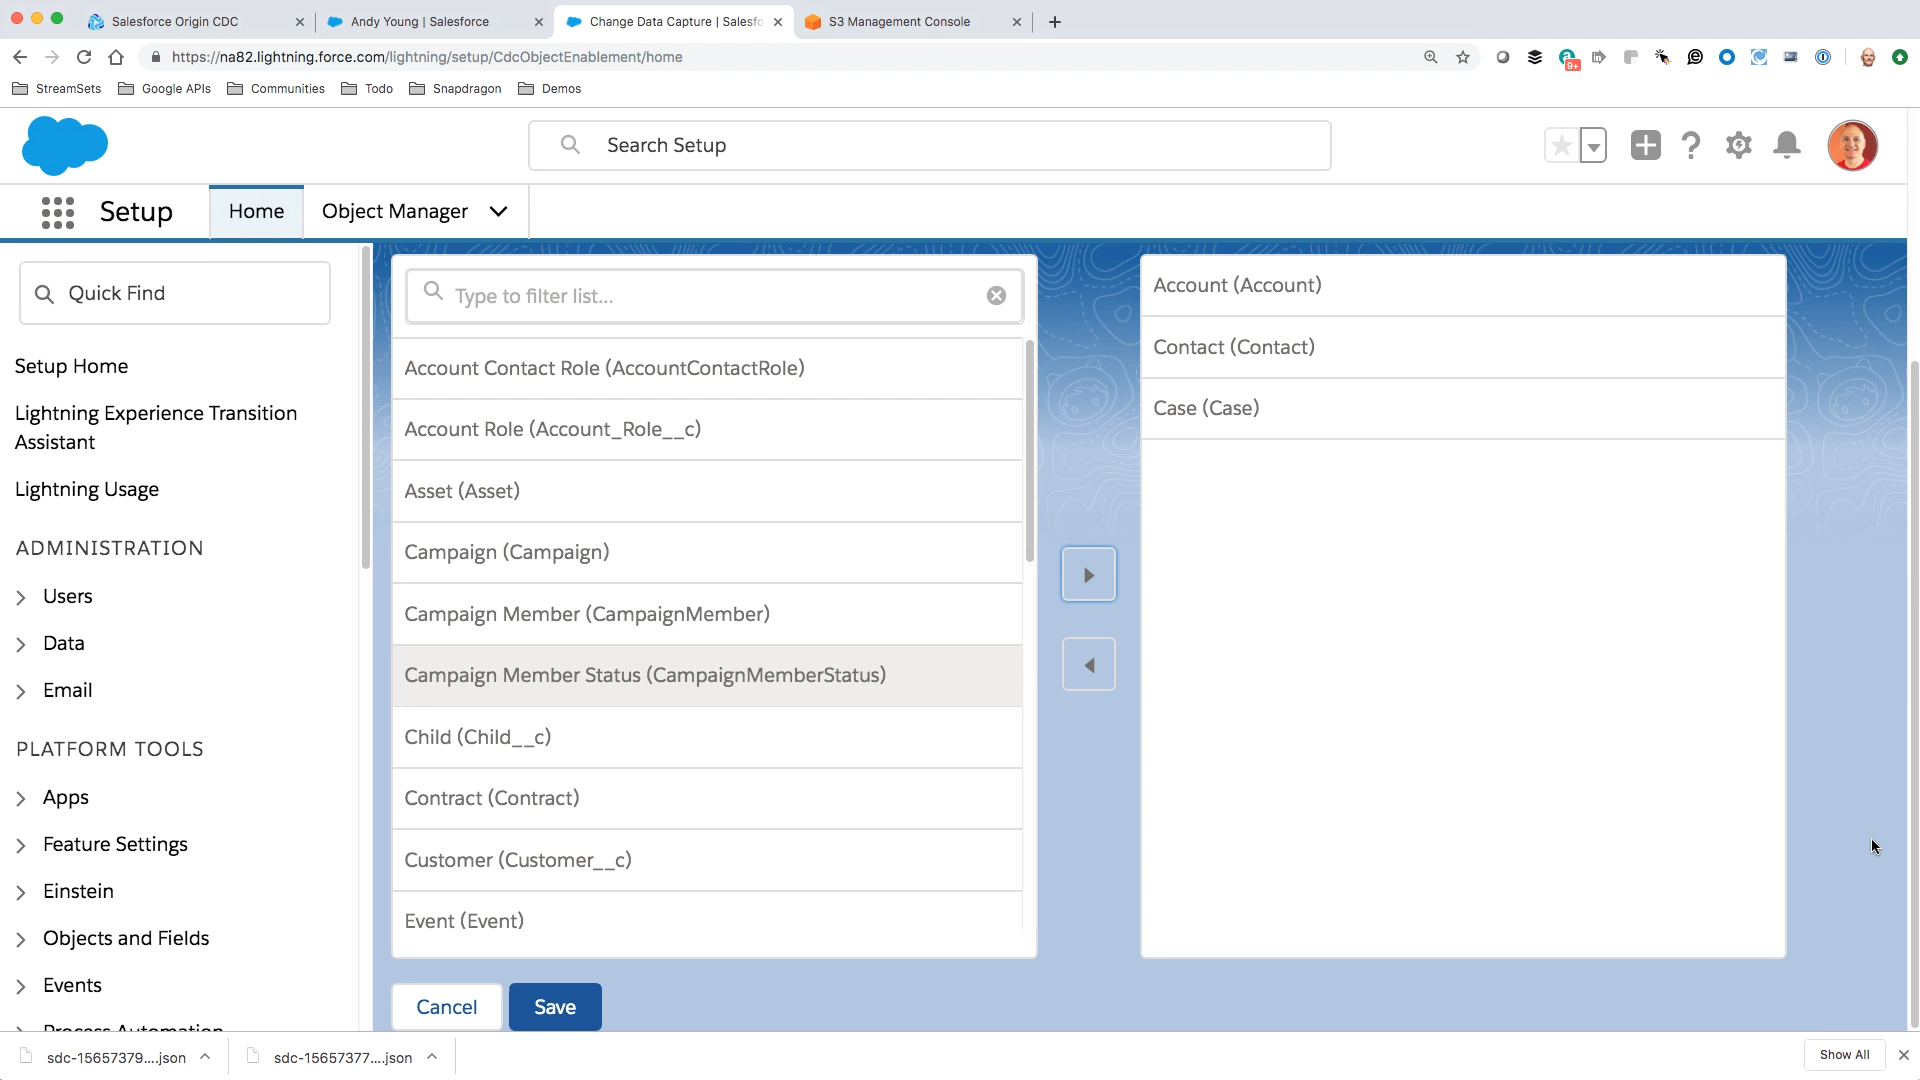 Salesforce Origin CDC
Andy Young | Salesforce
Change Data Capture | Salesfo
S3 Management Console
https://na82.lightning.force.com/lightning/setup/CdcObjectEnablement/home
9+
StreamSets
Google APIs
Communities
Todo
Snapdragon
Demos
Search Setup
Setup
Home
Object Manager
Quick Find
Setup Home
Lightning Experience Transition
Assistant
Lightning Usage
ADMINISTRATION
Users
Data
Email
PLATFORM TOOLS
Apps
Feature Settings
Einstein
Objects and Fields
Events
Process Automation
Type to filter list...
Account Contact Role (AccountContactRole)
Account Role (Account_Role__c)
Asset (Asset)
Campaign (Campaign)
Campaign Member (CampaignMember)
Campaign Member Status (CampaignMemberStatus)
Child (Child__c)
Contract (Contract)
Customer (Customer__c)
Event (Event)
Account (Account)
Contact (Contact)
Case (Case)
Cancel
Save
sdc-15657379....json
sdc-15657377....json
Show All